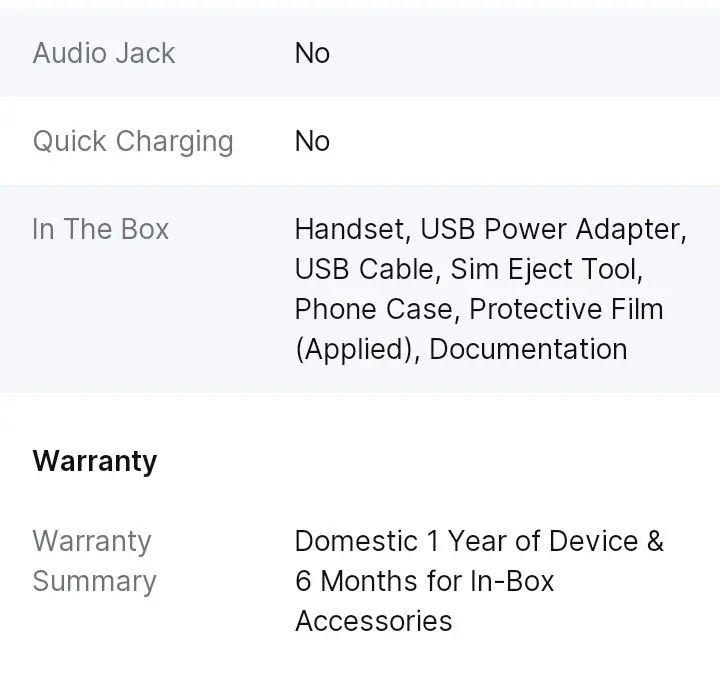 Audio Jack No
Quick Charging No
In The Box Handset, USB Power Adapter,
USB Cable, Sim Eject Tool,
Phone Case, Protective Film
(Applied), Documentation
Warranty
Warranty Domestic 1 Year of Device &
Summary 6 Months for In-Box
Accessories